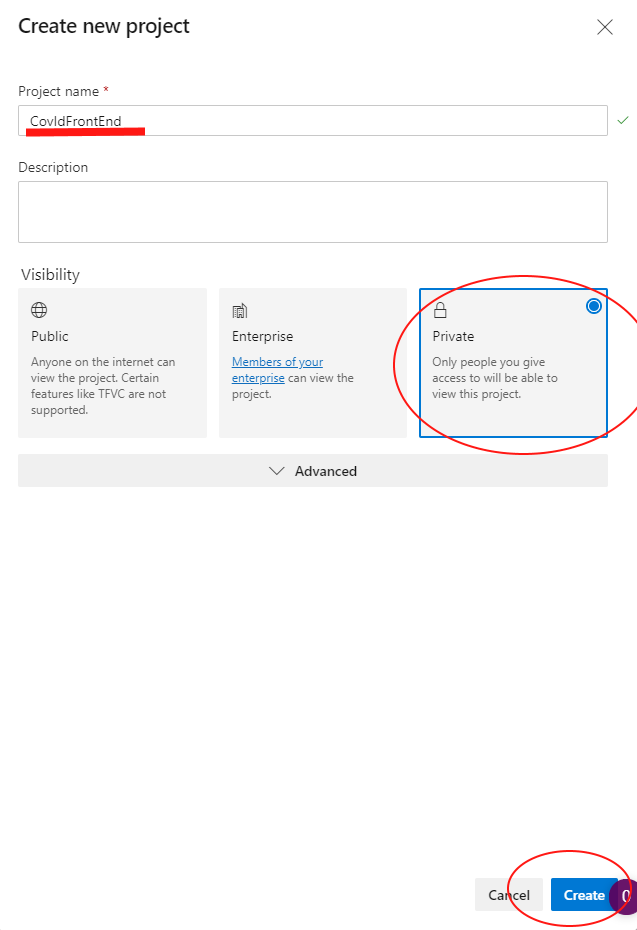 Create new project
Project name *
CovIdFrontEnd
Description
Visibility
Public
Anyone on the internet can
view the project. Certain
features like TFVC are not
supported.
Enterprise
Members of your
enterprise can view the
project.
Private
Only people you give
access to will be able to
view this project.
Advanced
Cancel
Create
0